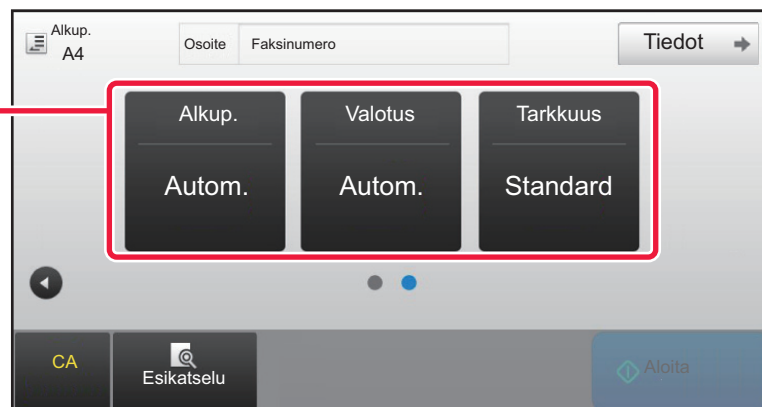 Alkup.
A4
Osoite Faksinumero
Tiedot
Alkup. Valotus Tarkkuus
Autom. Autom. Standard
CA
Esikatselu
Aloita